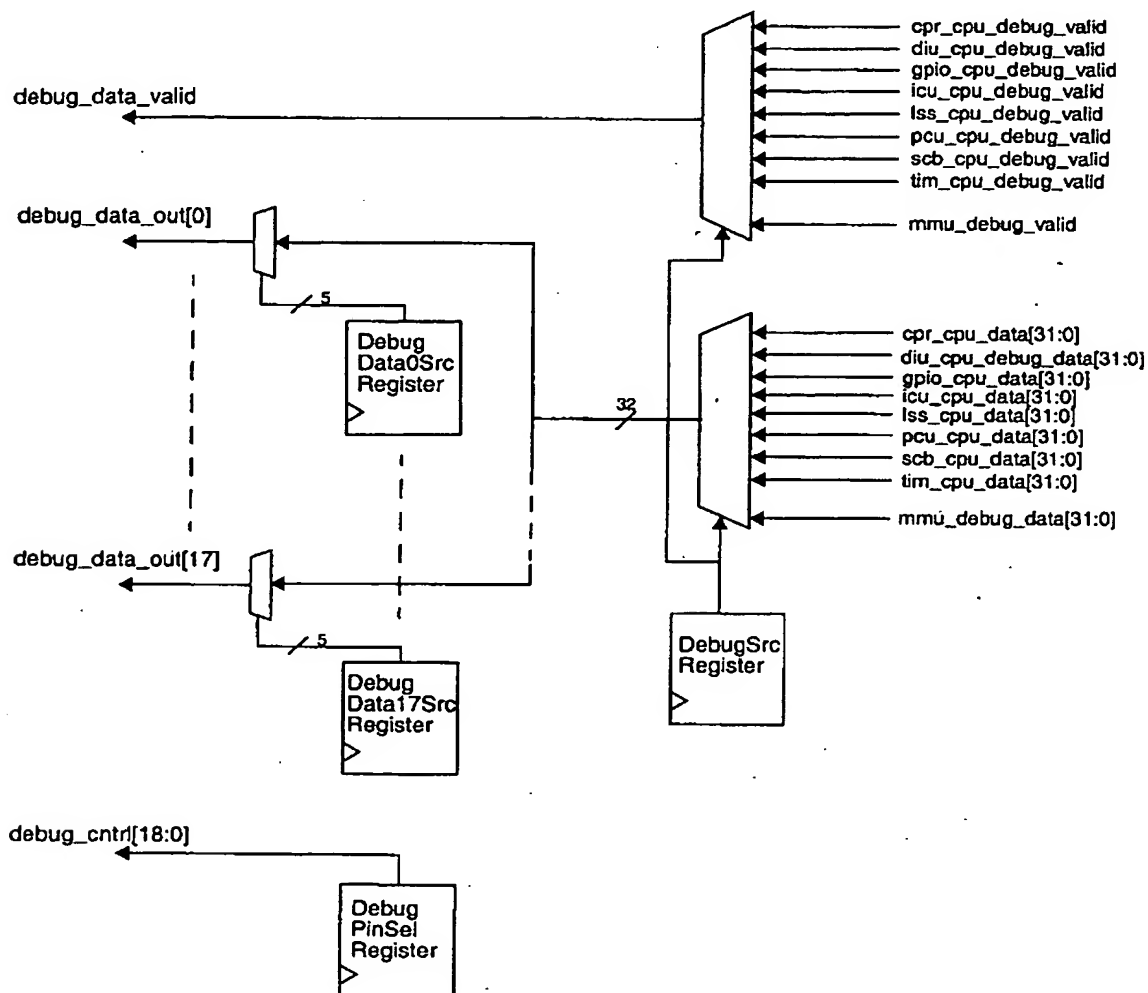 cpr_cpu_debug_valid
diu_cpu_debug_valid
gpio_cpu_debug_valid
icu_cpu_debug_valid
lss_cpu_debug_valid
pcu_cpu_debug_valid
scb_cpu_debug_valid
tim_cpu_debug_valid
mmu_debug_valid
debug_data_valid
debug_data_out[0]
5
Debug
Data0Src
Register
32
cpr_cpu_data[31:0]
diu_cpu_debug_data[31:0]
gpio_cpu_data[31:0]
icu_cpu_data[31:0]
lss_cpu_data[31:0]
pcu_cpu_data[31:0]
scb_cpu_data[31:0]
tim_cpu_data[31:0]
mmu_debug_data[31:0]
debug_data_out[17]
5
Debug
Data17Src
Register
DebugSrc
Register
debug_cntrl[18:0]
Debug
PinSel
Register